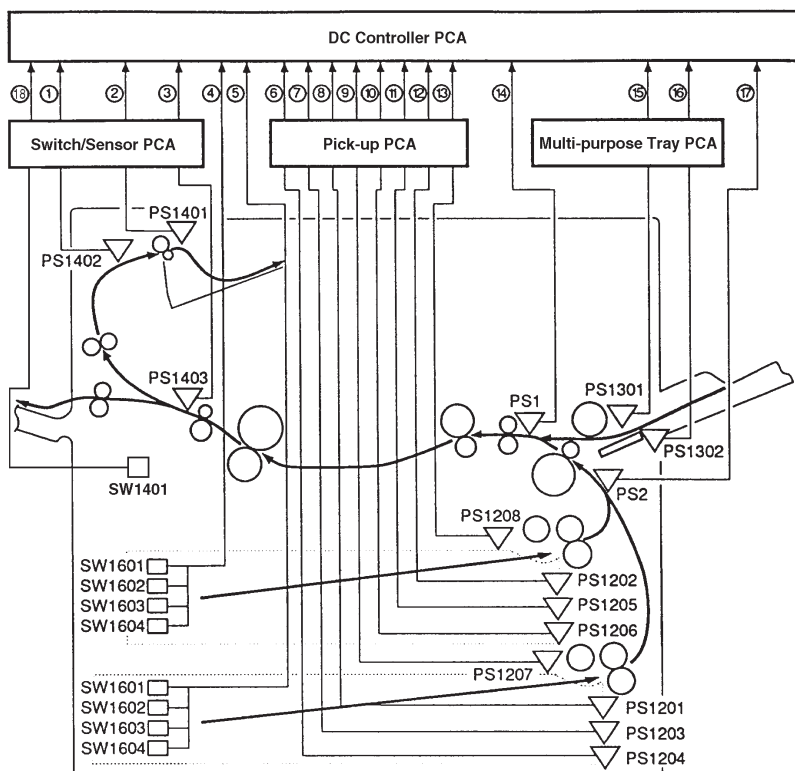 DC Controller PCA
⑱ ① ② ③ ④ ⑤ ⑥ ⑦ ⑧ ⑨ ⑩ ⑪ ⑫ ⑬ ⑭ ⑮ ⑯ ⑰
Switch/Sensor PCA
Pick-up PCA
Multi-purpose Tray PCA
PS1401
PS1402
PS1403
PS1
PS1301
PS1302
SW1401
PS2
PS1208
SW1601
SW1602
SW1603
SW1604
PS1202
PS1205
PS1206
PS1207
SW1601
SW1602
SW1603
SW1604
PS1201
PS1203
PS1204